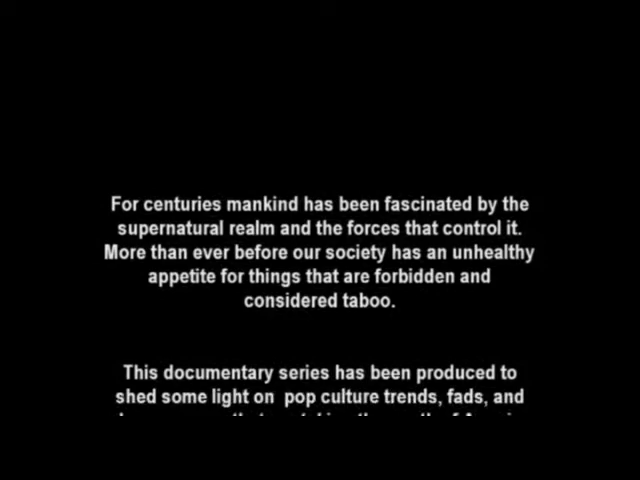 For centuries mankind has been fascinated by the
supernatural realm and the forces that control it.
More than ever before our society has an unhealthy
appetite for things that are forbidden and
considered taboo.
This documentary series has been produced to
shed some light on  pop culture trends, fads, and